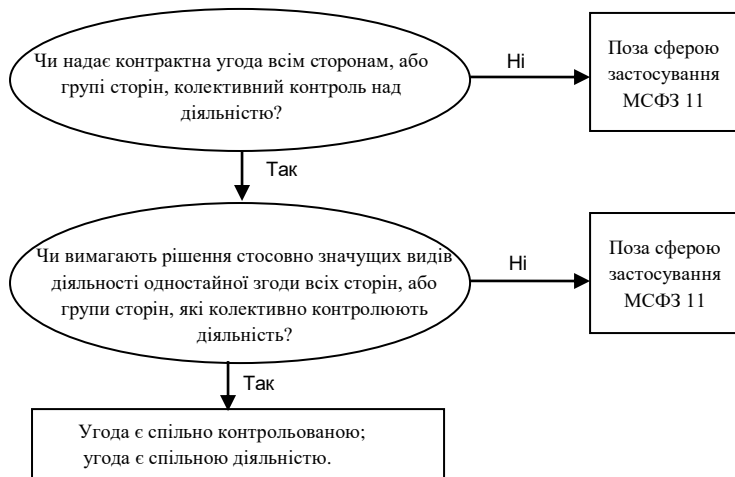 Чи надає контрактна угода всім сторонам, або
групі сторін, колективний контроль над
діяльністю?
Ні
Поза сферою
застосування
МСФЗ 11
Так
Чи вимагають рішення стосовно значущих видів
діяльності одностайної згоди всіх сторін, або
групи сторін, які колективно контролюють
діяльність?
Ні
Поза сферою
застосування
МСФЗ 11
Так
Угода є спільно контрольованою;
угода є спільною діяльністю.